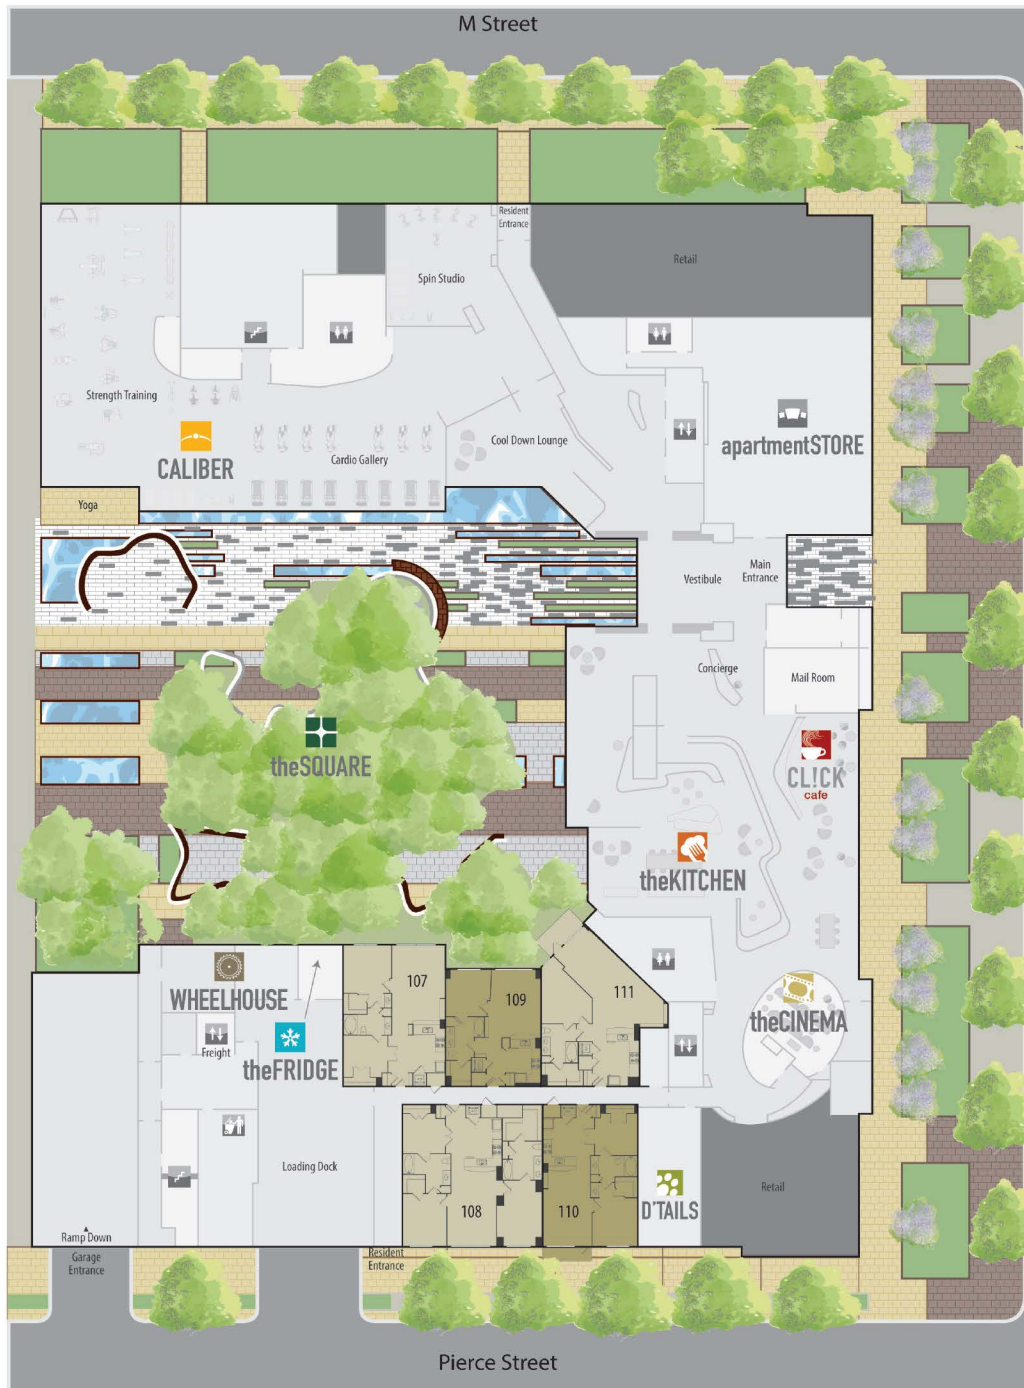 M Street
Resident
Entrance
Retail
Spin Studio
Strength Training
CALIBER
Cardio Gallery
Cool Down Lounge
apartmentSTORE
Yoga
Vestibule
Main
Entrance
Concierge
Mail Room
theSQUARE
CL!CK
cafe
theKITCHEN
WHEELHOUSE
Freight
theFRIDGE
107
109
111
theCINEMA
Loading Dock
108
110
D'TAILS
Retail
Ramp Down
Garage
Entrance
Resident
Entrance
Pierce Street